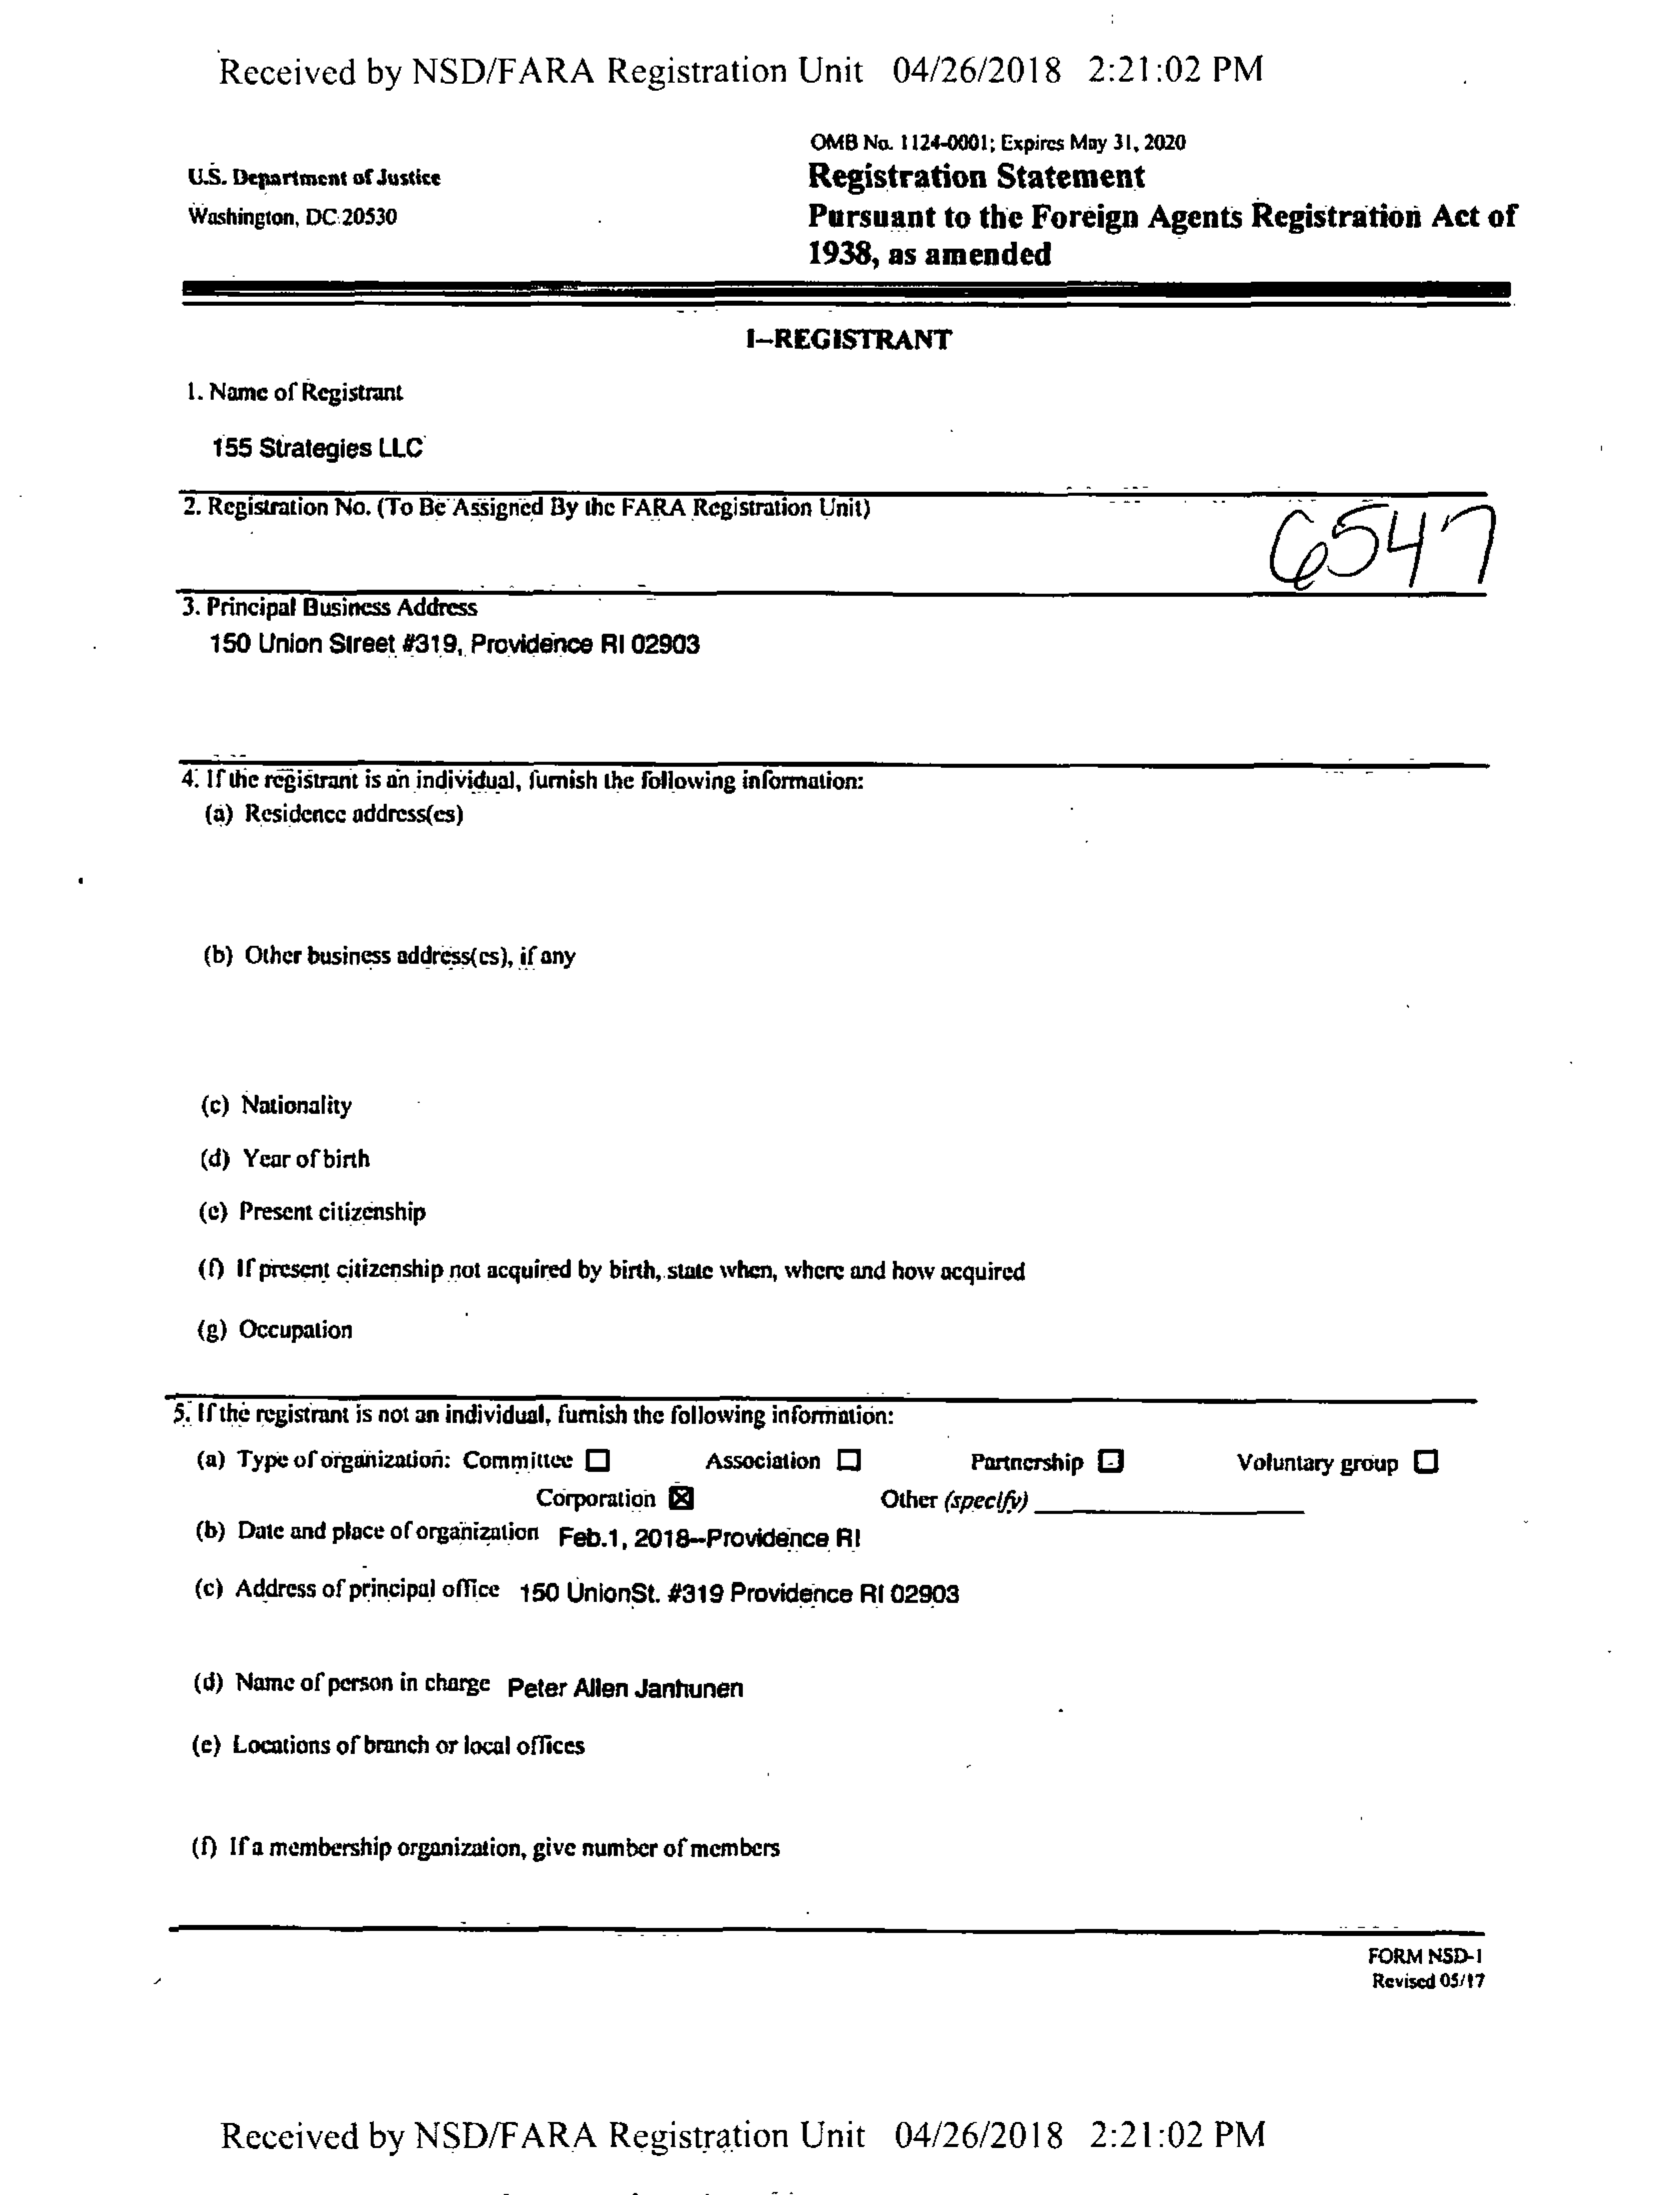 Received by NSD/FARA Registration Unit 04/26/2018 2:21:02 PM
OMB No. 1124-0001; Expires May 31, 2020
U.S. Department of Justice
Registration Statement
Washington, DC 20530
Pursuant to the Foreign Agents Registration Act of
1938, as amended
I--REGISTRANT
1. Name of Registrant
155 Strategies LLC
2. Registration No. (To Be Assigned By the FARA Registration Unit)
6547
3. Principal Business Address
150 Union Street #319, Providence RI 02903
4. If the registrant is an individual, furnish the following information:
(a) Residence address(es)
(b) Other business address(es), if any
(c) Nationality
(d) Year of birth
(e) Present citizenship
(f) If present citizenship not acquired by birth, state when, where and how acquired
(g) Occupation
5. If the registrant is not an individual, furnish the following information:
(a) Type of organization: Committee ☐ Association ☐ Partnership ☐ Voluntary group ☐
Corporation ☒ Other (specify)
(b) Date and place of organization Feb.1, 2018--Providence RI
(c) Address of principal office 150 UnionSt. #319 Providence RI 02903
(d) Name of person in charge Peter Allen Janhunen
(e) Locations of branch or local offices
(f) If a membership organization, give number of members
FORM NSD-1
Revised 05/17
Received by NSD/FARA Registration Unit 04/26/2018 2:21:02 PM